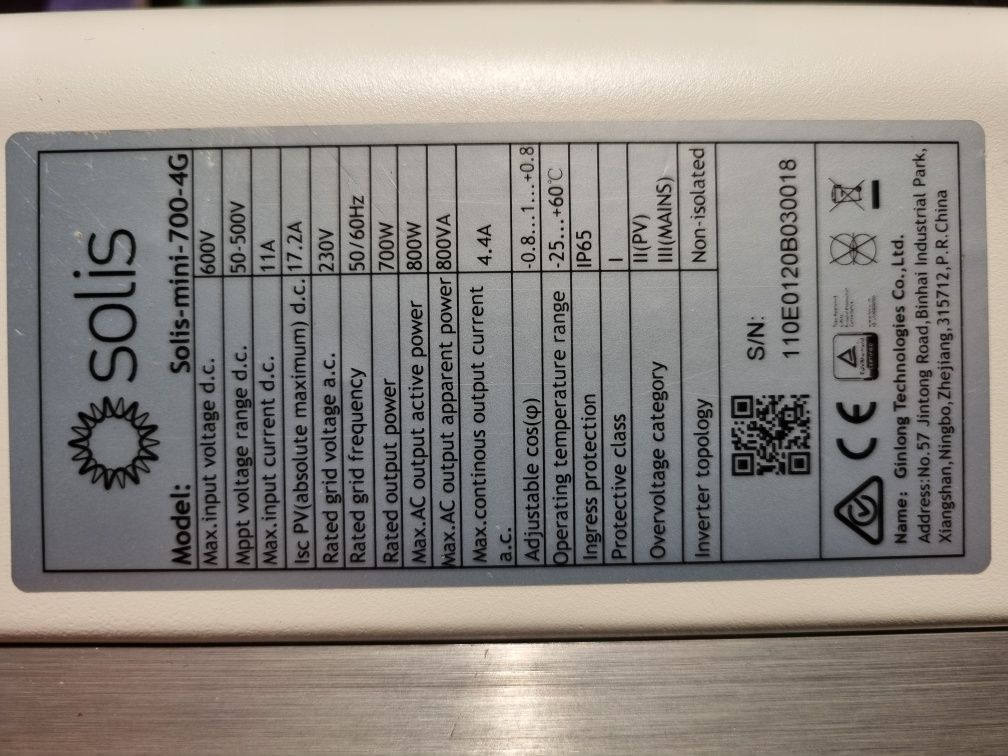 solis
Model: Solis-mini-700-4G
Max.input voltage d.c. 600V
Mppt voltage range d.c. 50-500V
Max.input current d.c. 11A
Isc PV(absolute maximum) d.c. 17.2A
Rated grid voltage a.c. 230V
Rated grid frequency 50/60Hz
Rated output power 700W
Max.AC output active power 800W
Max.AC output apparent power 800VA
Max.continous output current a.c. 4.4A
Adjustable cos(φ) -0.8...1...+0.8
Operating temperature range -25...+60℃
Ingress protection IP65
Protective class I
Overvoltage category II(PV)
III(MAINS)
Inverter topology Non-isolated
S/N:
110E0120B030018
CE
Name: Ginlong Technologies Co.,Ltd.
Address:No.57 Jintong Road,Binhai Industrial Park,
Xiangshan,Ningbo,Zhejiang,315712,P.R.China